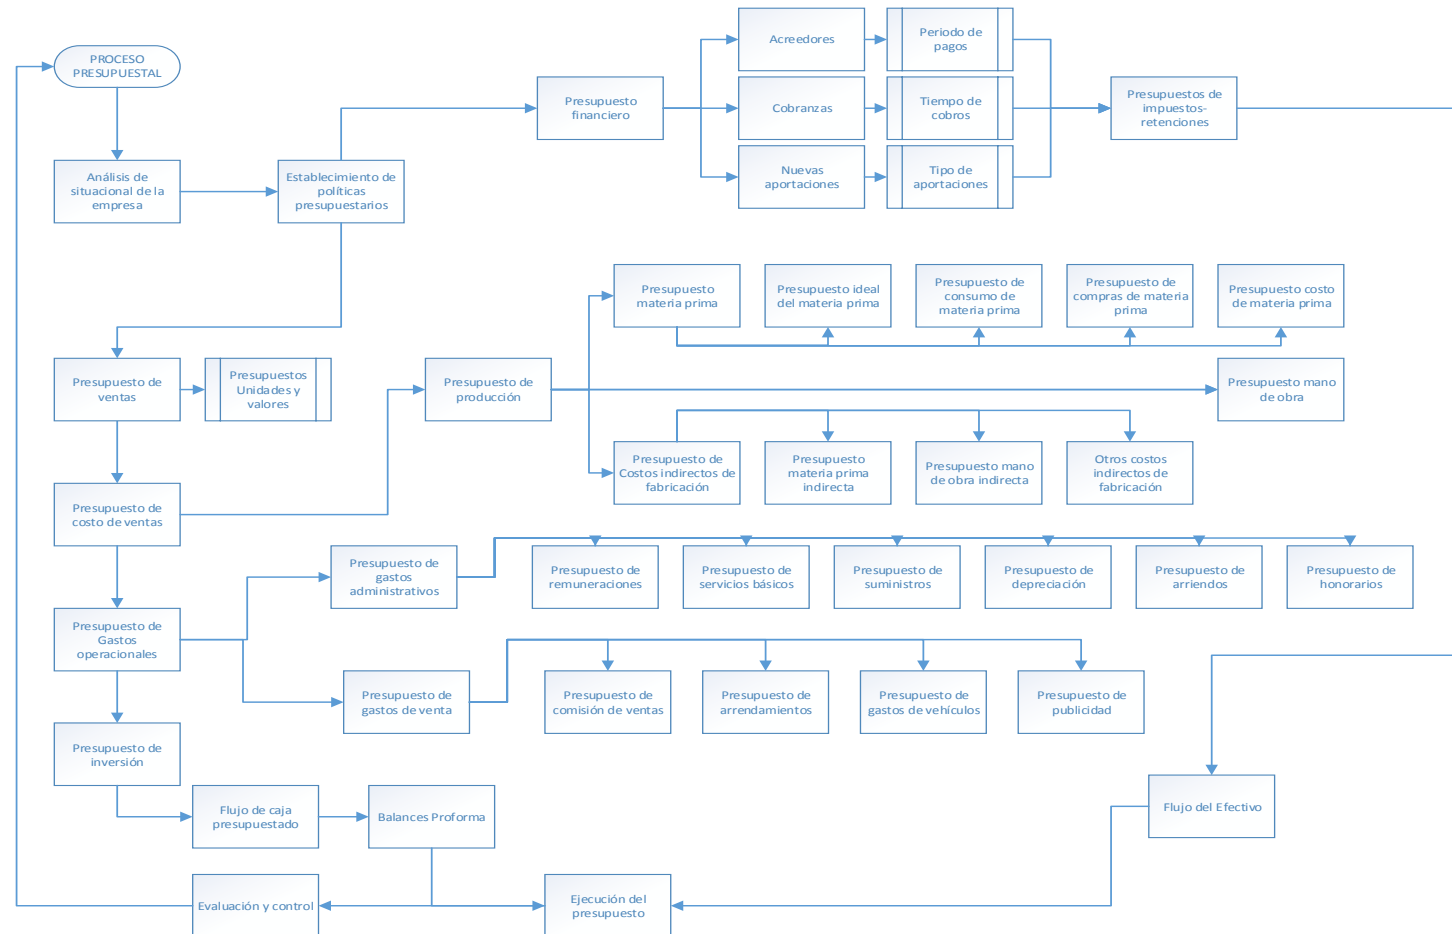 PROCESO
PRESUPUESTAL
Análisis de
situacional de la
empresa
Establecimiento de
políticas
presupuestarios
Presupuesto
financiero
Acreedores
Periodo de
pagos
Cobranzas
Tiempo de
cobros
Nuevas
aportaciones
Tipo de
aportaciones
Presupuestos de
impuestos-
retenciones
Presupuesto
materia prima
Presupuesto ideal
del materia prima
Presupuesto de
consumo de
materia prima
Presupuesto de
compras de materia
prima
Presupuesto costo
de materia prima
Presupuesto de
ventas
Presupuestos
Unidades y
valores
Presupuesto de
producción
Presupuesto mano
de obra
Presupuesto de
Costos indirectos de
fabricación
Presupuesto
materia prima
indirecta
Presupuesto mano
de obra indirecta
Otros costos
indirectos de
fabricación
Presupuesto de
costo de ventas
Presupuesto de
gastos
administrativos
Presupuesto de
remuneraciones
Presupuesto de
servicios básicos
Presupuesto de
suministros
Presupuesto de
depreciación
Presupuesto de
arriendos
Presupuesto de
honorarios
Presupuesto de
Gastos
operacionales
Presupuesto de
gastos de venta
Presupuesto de
comisión de ventas
Presupuesto de
arrendamientos
Presupuesto de
gastos de vehículos
Presupuesto de
publicidad
Presupuesto de
inversión
Flujo de caja
presupuestado
Balances Proforma
Flujo del Efectivo
Evaluación y control
Ejecución del
presupuesto